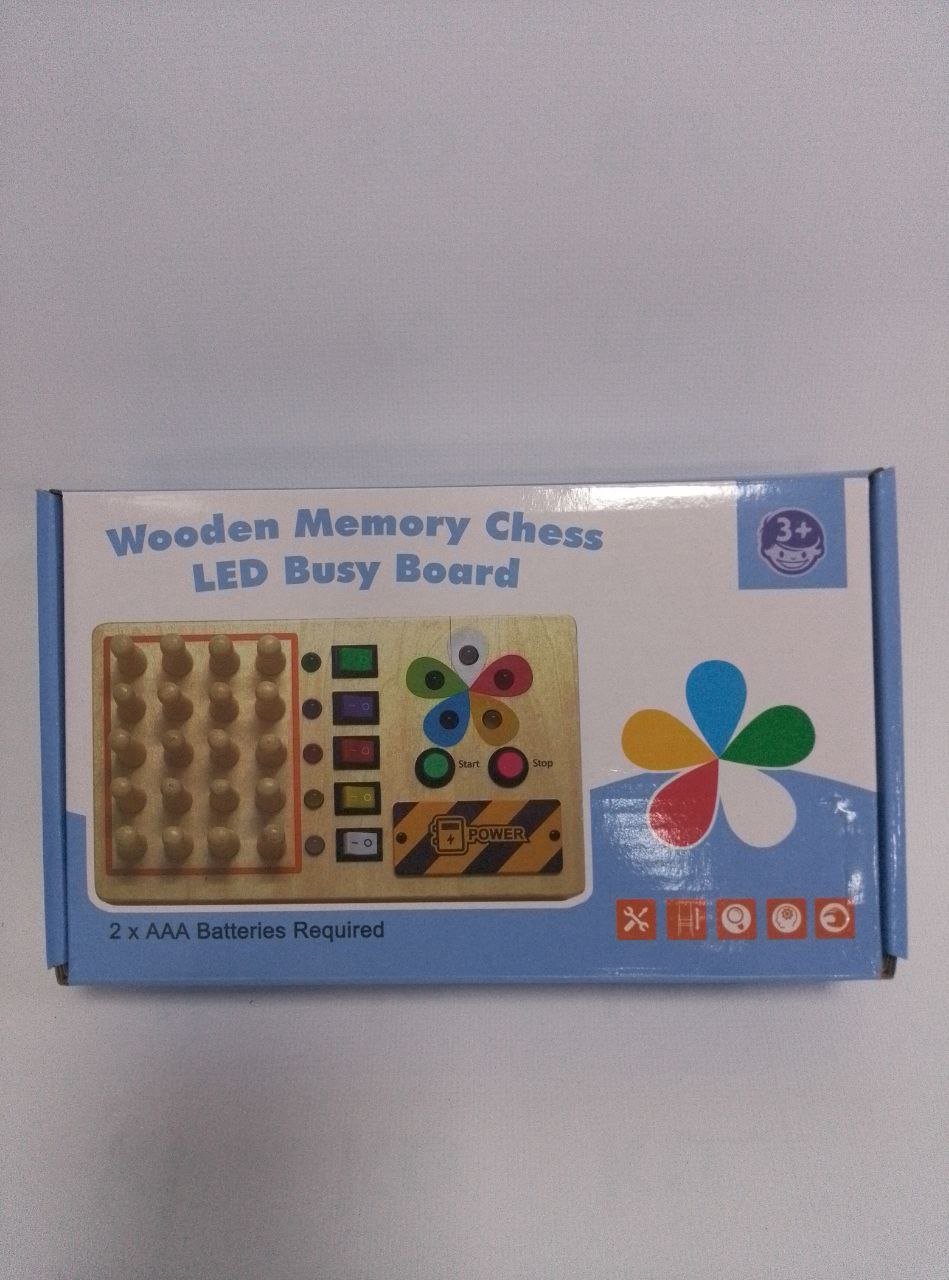 Wooden Memory Chess
LED Busy Board
3+
Start
Stop
POWER
2 x AAA Batteries Required